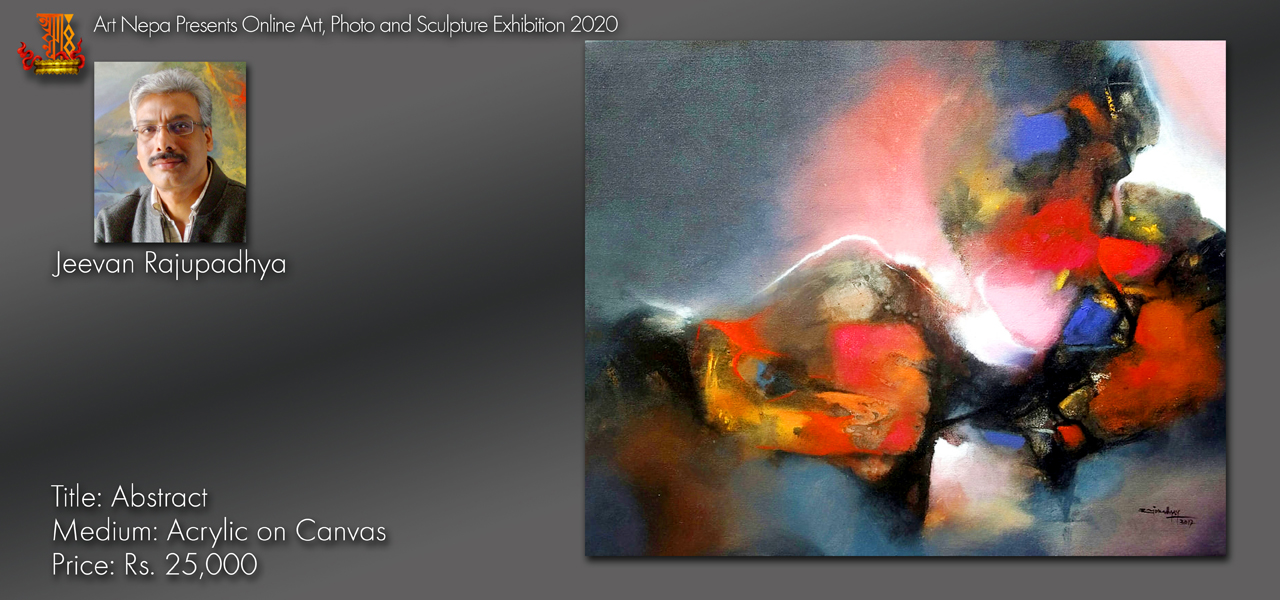 Art Nepa Presents Online Art, Photo and Sculpture Exhibition 2020
Jeevan Rajupadhya
Title: Abstract
Medium: Acrylic on Canvas
Price: Rs. 25,000